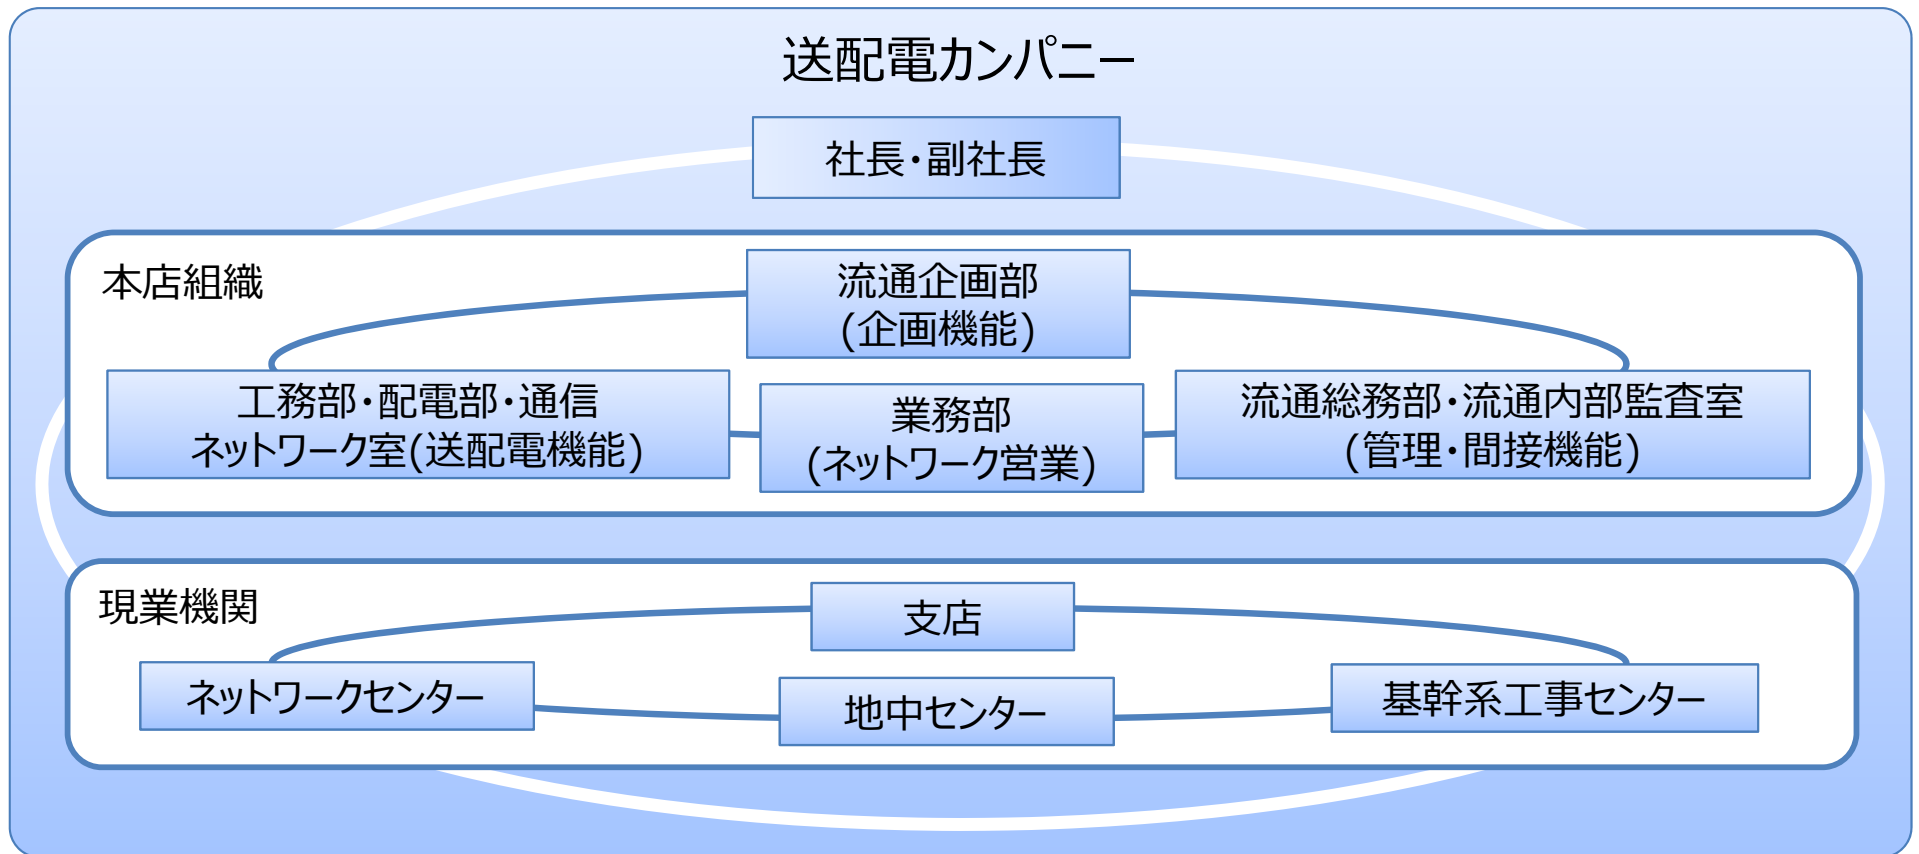 送配電カンパニー
社長・副社長
本店組織
流通企画部
(企画機能)
工務部・配電部・通信
ネットワーク室(送配電機能)
業務部
(ネットワーク営業)
流通総務部・流通内部監査室
(管理・間接機能)
現業機関
支店
ネットワークセンター
地中センター
基幹系工事センター